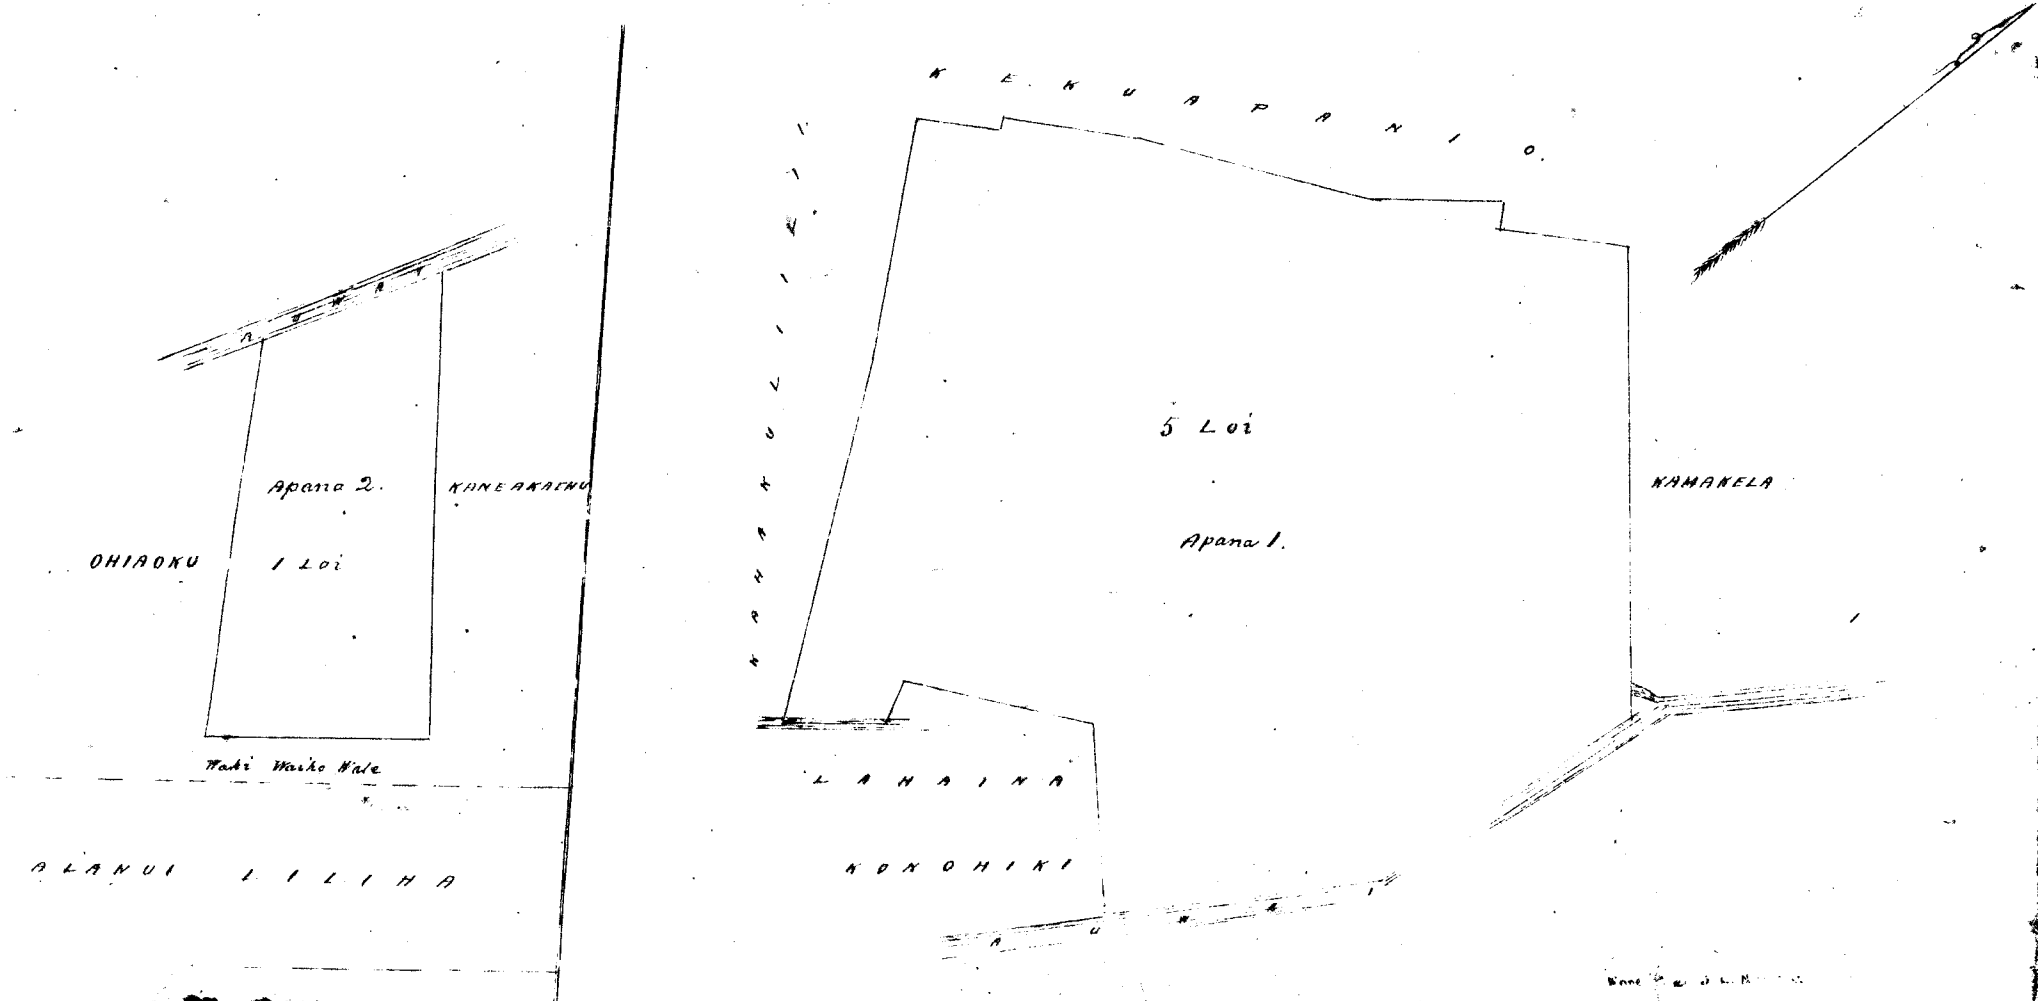 AUWAI
Apana 2.
KANEAKAEHU
OHIAOKU
1 Loi
Wahi Waiho Wale
ALANUI LILIHA
KEKUAPANIO.
5 Loi
Apana 1.
KAMAKELA
LAHAINA
KONOHIKI
AUWAI